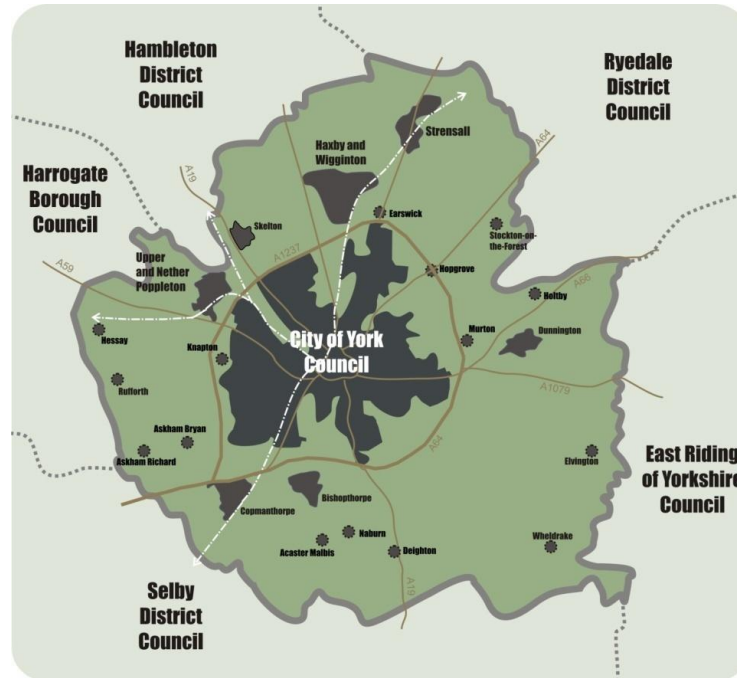 Hambleton
District
Council
Ryedale
District
Council
Harrogate
Borough
Council
Haxby and
Wigginton
Strensall
A64
A19
Skelton
Earswick
Stockton-on-
the-Forest
A1237
Upper
and Nether
Poppleton
A59
Hopgrove
A66
Holtby
Hessay
Knapton
City of York
Council
Murton
Dunnington
Rufforth
A1079
Askham Bryan
Askham Richard
A64
Elvington
East Riding
of Yorkshire
Council
Copmanthorpe
Bishopthorpe
Naburn
Acaster Malbis
Deighton
Wheldrake
A19
Selby
District
Council